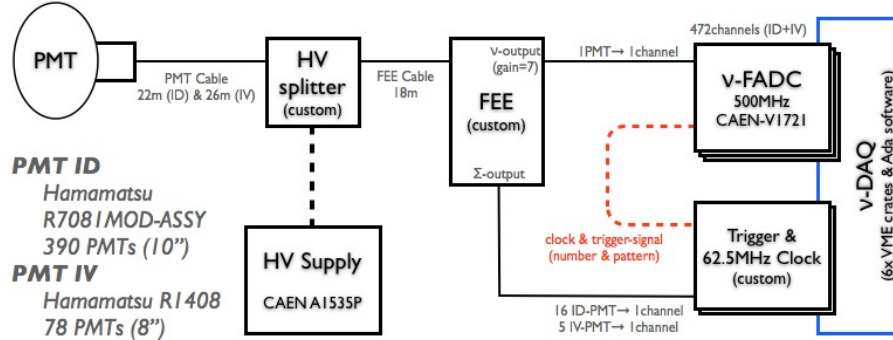 PMT
PMT Cable
22m (ID) & 26m (IV)
HV
splitter
(custom)
FEE Cable
18m
ν-output
(gain=7)
FEE
(custom)
Σ-output
1PMT→ 1channel
472channels (ID+IV)
ν-FADC
500MHz
CAEN-V1721
ν-DAQ
(6x VME crates & Ada software)
clock & trigger-signal
(number & pattern)
Trigger &
62.5MHz Clock
(custom)
16 ID-PMT→ 1channel
5 IV-PMT→ 1channel
HV Supply
CAEN A1535P
PMT ID
Hamamatsu
R7081MOD-ASSY
390 PMTs (10”)
PMT IV
Hamamatsu R1408
78 PMTs (8”)